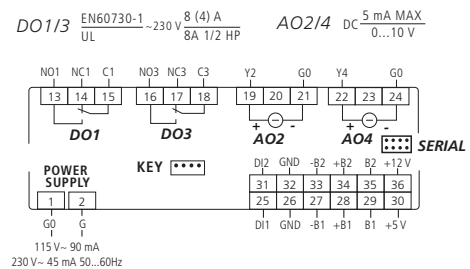 DO1/3 EN60730-1 ~230 V 8 (4) A
UL 8A 1/2 HP
AO2/4 DC 5 mA MAX
0...10 V
NO1 NC1 C1 NO3 NC3 C3 Y2 G0 Y4 G0
13 14 15 16 17 18 19 20 21 22 23 24
DO1 DO3 + - AO2 + - AO4 SERIAL
POWER SUPPLY KEY
DI2 GND -B2 +B2 B2 +12 V
31 32 33 34 35 36
1 2 25 26 27 28 29 30
G0 G DI1 GND -B1 +B1 B1 +5 V
115 V~ 90 mA
230 V~ 45 mA 50...60Hz